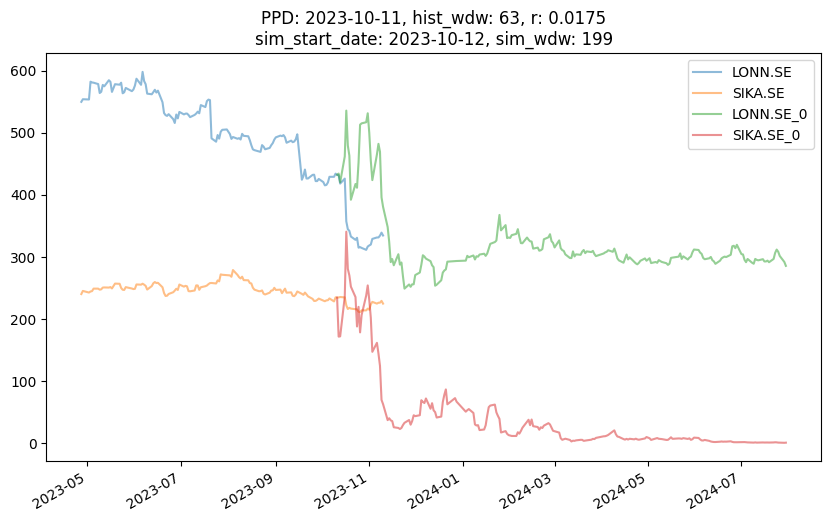 PPD: 2023-10-11, hist_wdw: 63, r: 0.0175
sim_start_date: 2023-10-12, sim_wdw: 199
LONN.SE
SIKA.SE
LONN.SE_0
SIKA.SE_0
600
500
400
300
200
100
0
2023-05
2023-07
2023-09
2023-11
2024-01
2024-03
2024-05
2024-07